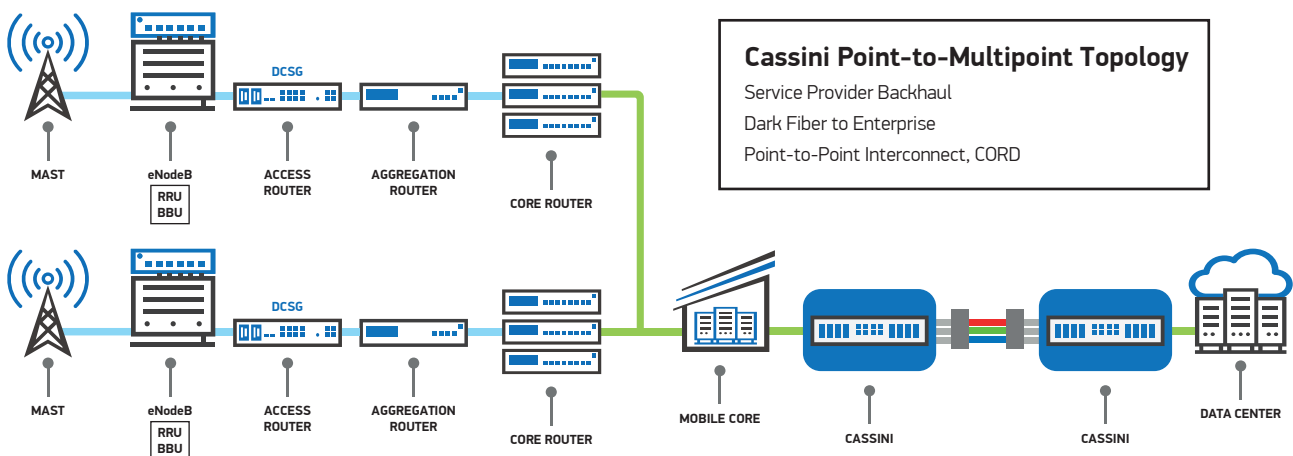 Cassini Point-to-Multipoint Topology
Service Provider Backhaul
Dark Fiber to Enterprise
Point-to-Point Interconnect, CORD
DCSG
MAST
eNodeB
RRU
BBU
ACCESS
ROUTER
AGGREGATION
ROUTER
CORE ROUTER
DCSG
MAST
eNodeB
RRU
BBU
ACCESS
ROUTER
AGGREGATION
ROUTER
CORE ROUTER
MOBILE CORE
CASSINI
CASSINI
DATA CENTER